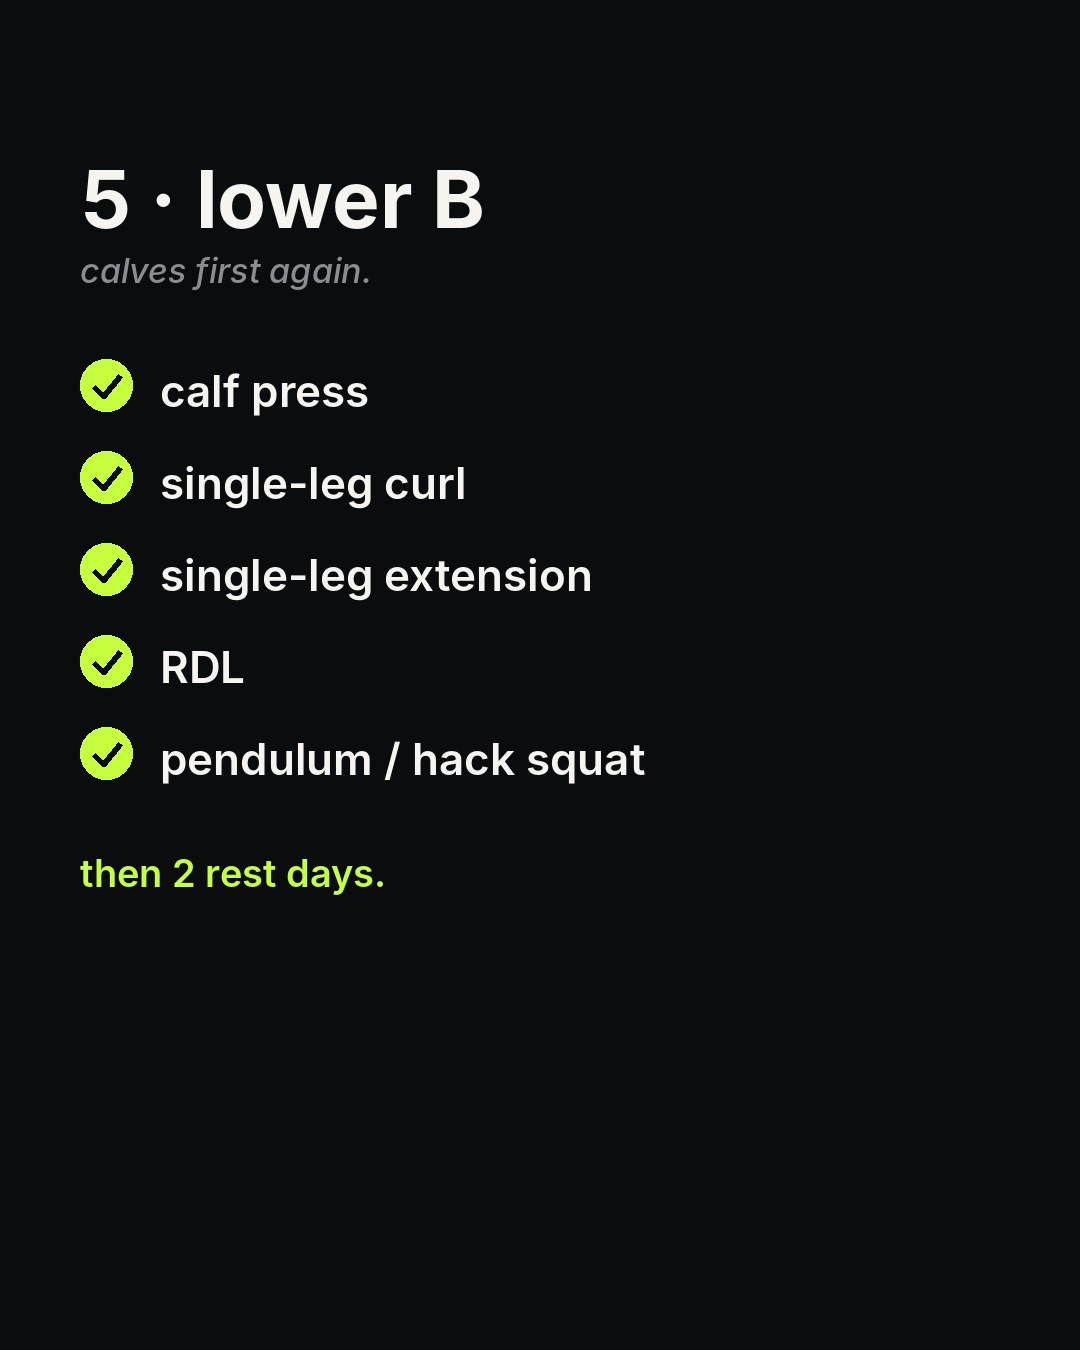 5 · lower B
calves first again.
calf press
single-leg curl
single-leg extension
RDL
pendulum / hack squat
then 2 rest days.